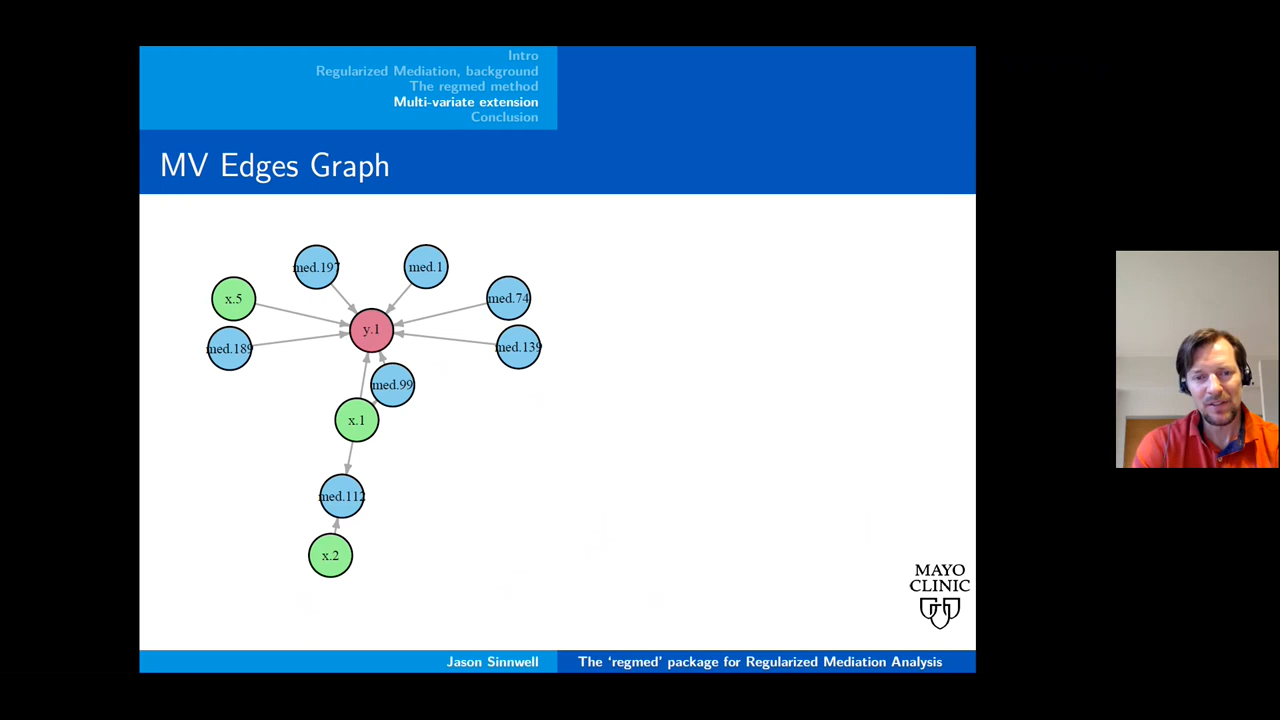 Intro
Regularized Mediation, background
The regmed method
Multi-variate extension
Conclusion
MV Edges Graph
med.197
med.1
x.5
med.74
y.1
med.189
med.139
med.99
x.1
med.112
x.2
MAYO
CLINIC
Jason Sinnwell
The ‘regmed’ package for Regularized Mediation Analysis